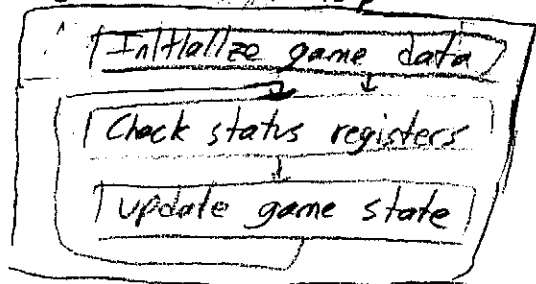 Initialize game data
Check status registers
update game state